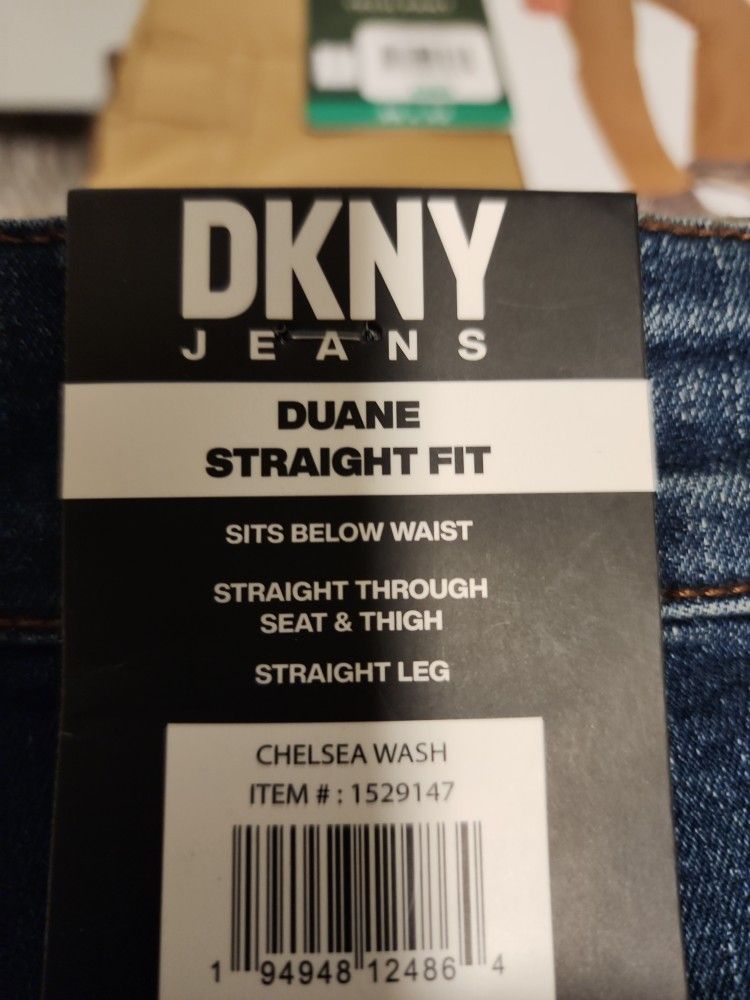 DKNY
JEANS
DUANE
STRAIGHT FIT
SITS BELOW WAIST
STRAIGHT THROUGH
SEAT & THIGH
STRAIGHT LEG
CHELSEA WASH
ITEM # : 1529147
1 94948 12486 4